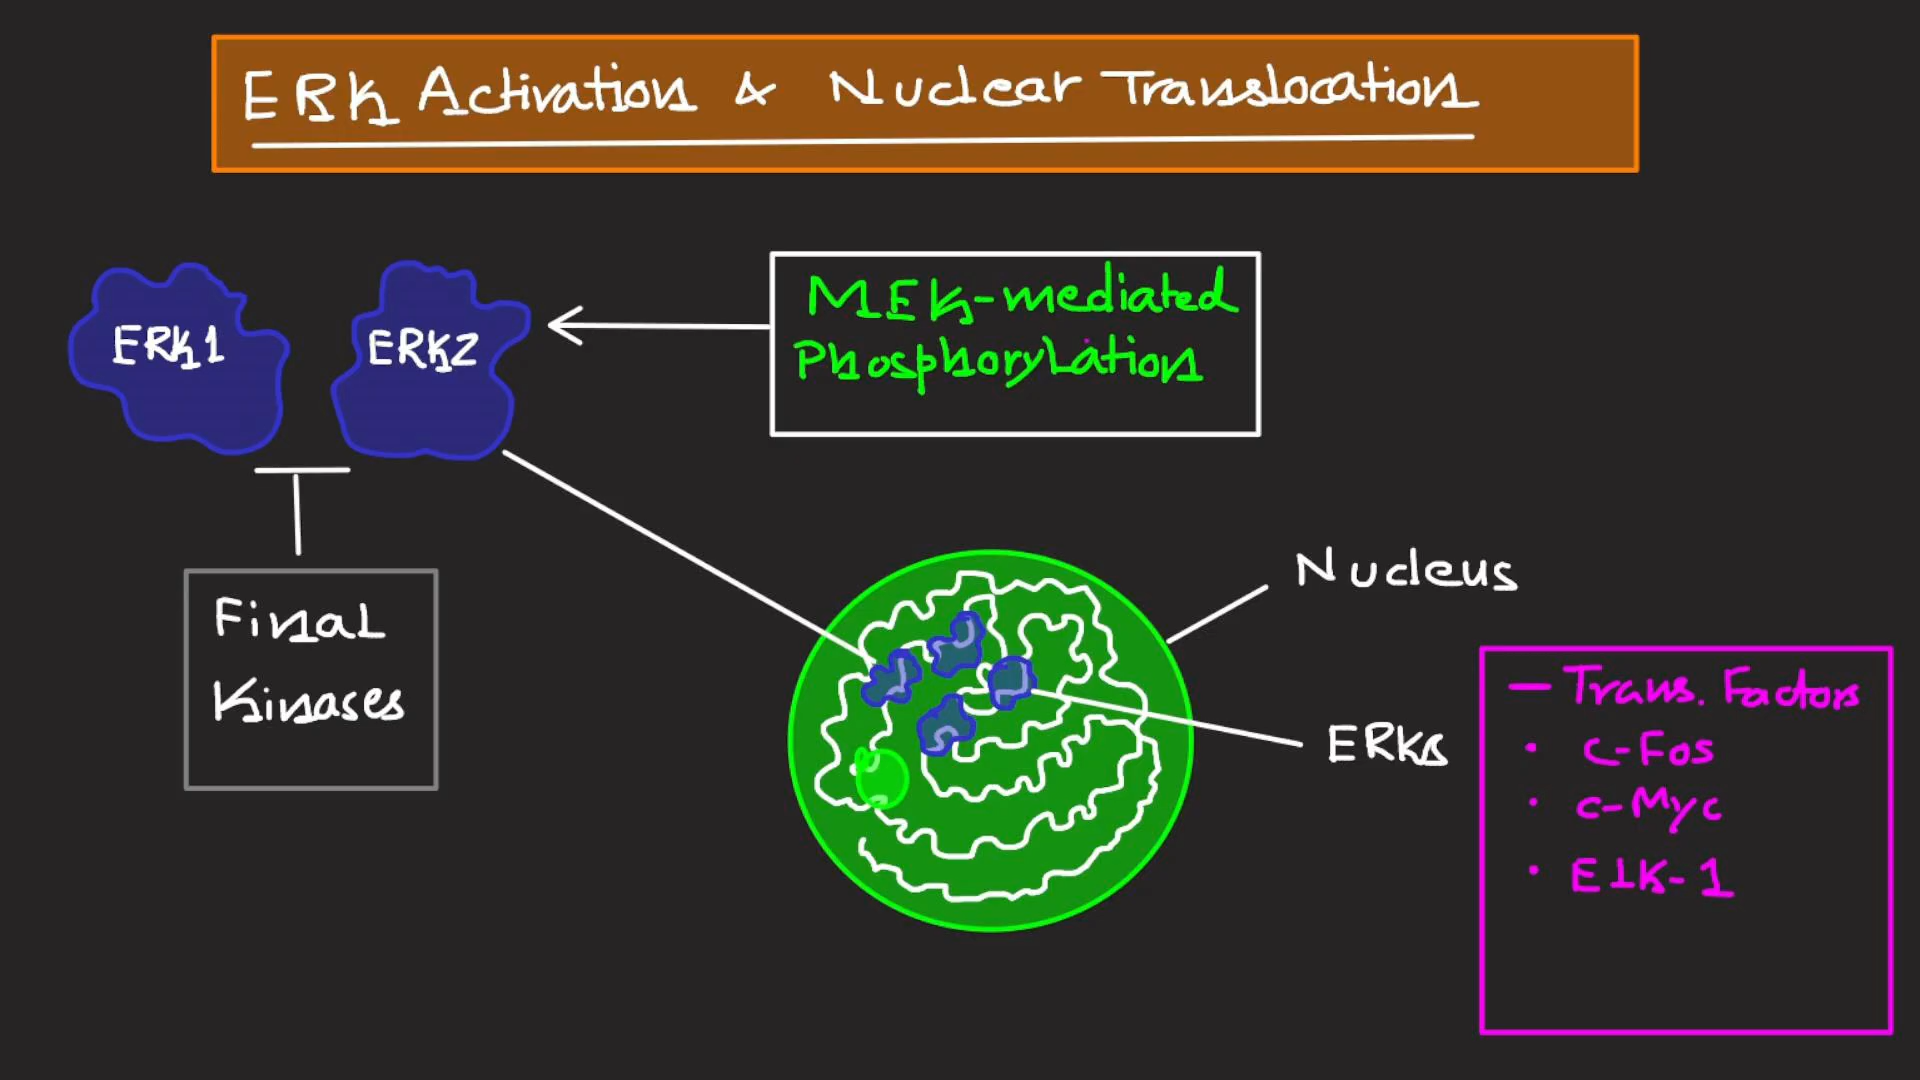 ERK Activation & Nuclear Translocation
ERK1
ERK2
MEK-mediated
Phosphorylation
Final
Kinases
Nucleus
ERKs
- Trans. Factors
• c-Fos
• c-Myc
• ElK-1